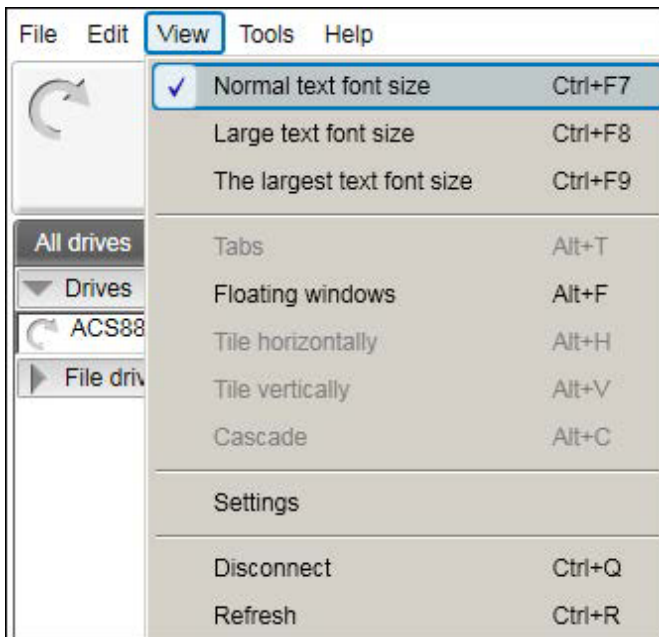 File Edit View Tools Help
Normal text font size Ctrl+F7
Large text font size Ctrl+F8
The largest text font size Ctrl+F9
All drives
Tabs Alt+T
Drives
Floating windows Alt+F
ACS88
Tile horizontally Alt+H
File driv
Tile vertically Alt+V
Cascade Alt+C
Settings
Disconnect Ctrl+Q
Refresh Ctrl+R